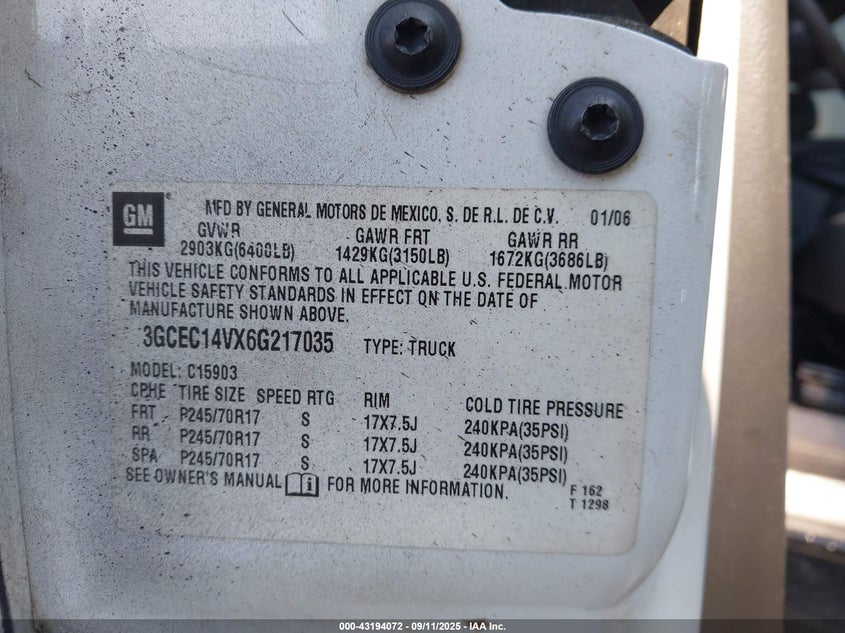 GM
®
MFD BY GENERAL MOTORS DE MEXICO, S. DE R.L. DE C.V. 01/06
GVWR GAWR FRT GAWR RR
2903KG(6400LB) 1429KG(3150LB) 1672KG(3686LB)
THIS VEHICLE CONFORMS TO ALL APPLICABLE U.S. FEDERAL MOTOR
VEHICLE SAFETY STANDARDS IN EFFECT ON THE DATE OF
MANUFACTURE SHOWN ABOVE.
3GCEC14VX6G217035 TYPE: TRUCK
MODEL: C15903
CPHE TIRE SIZE SPEED RTG RIM COLD TIRE PRESSURE
FRT P245/70R17 S 17X7.5J 240KPA(35PSI)
RR P245/70R17 S 17X7.5J 240KPA(35PSI)
SPA P245/70R17 S 17X7.5J 240KPA(35PSI)
SEE OWNER'S MANUAL i FOR MORE INFORMATION.
F 162
T 1298
000-43194072 - 09/11/2025 - IAA Inc.